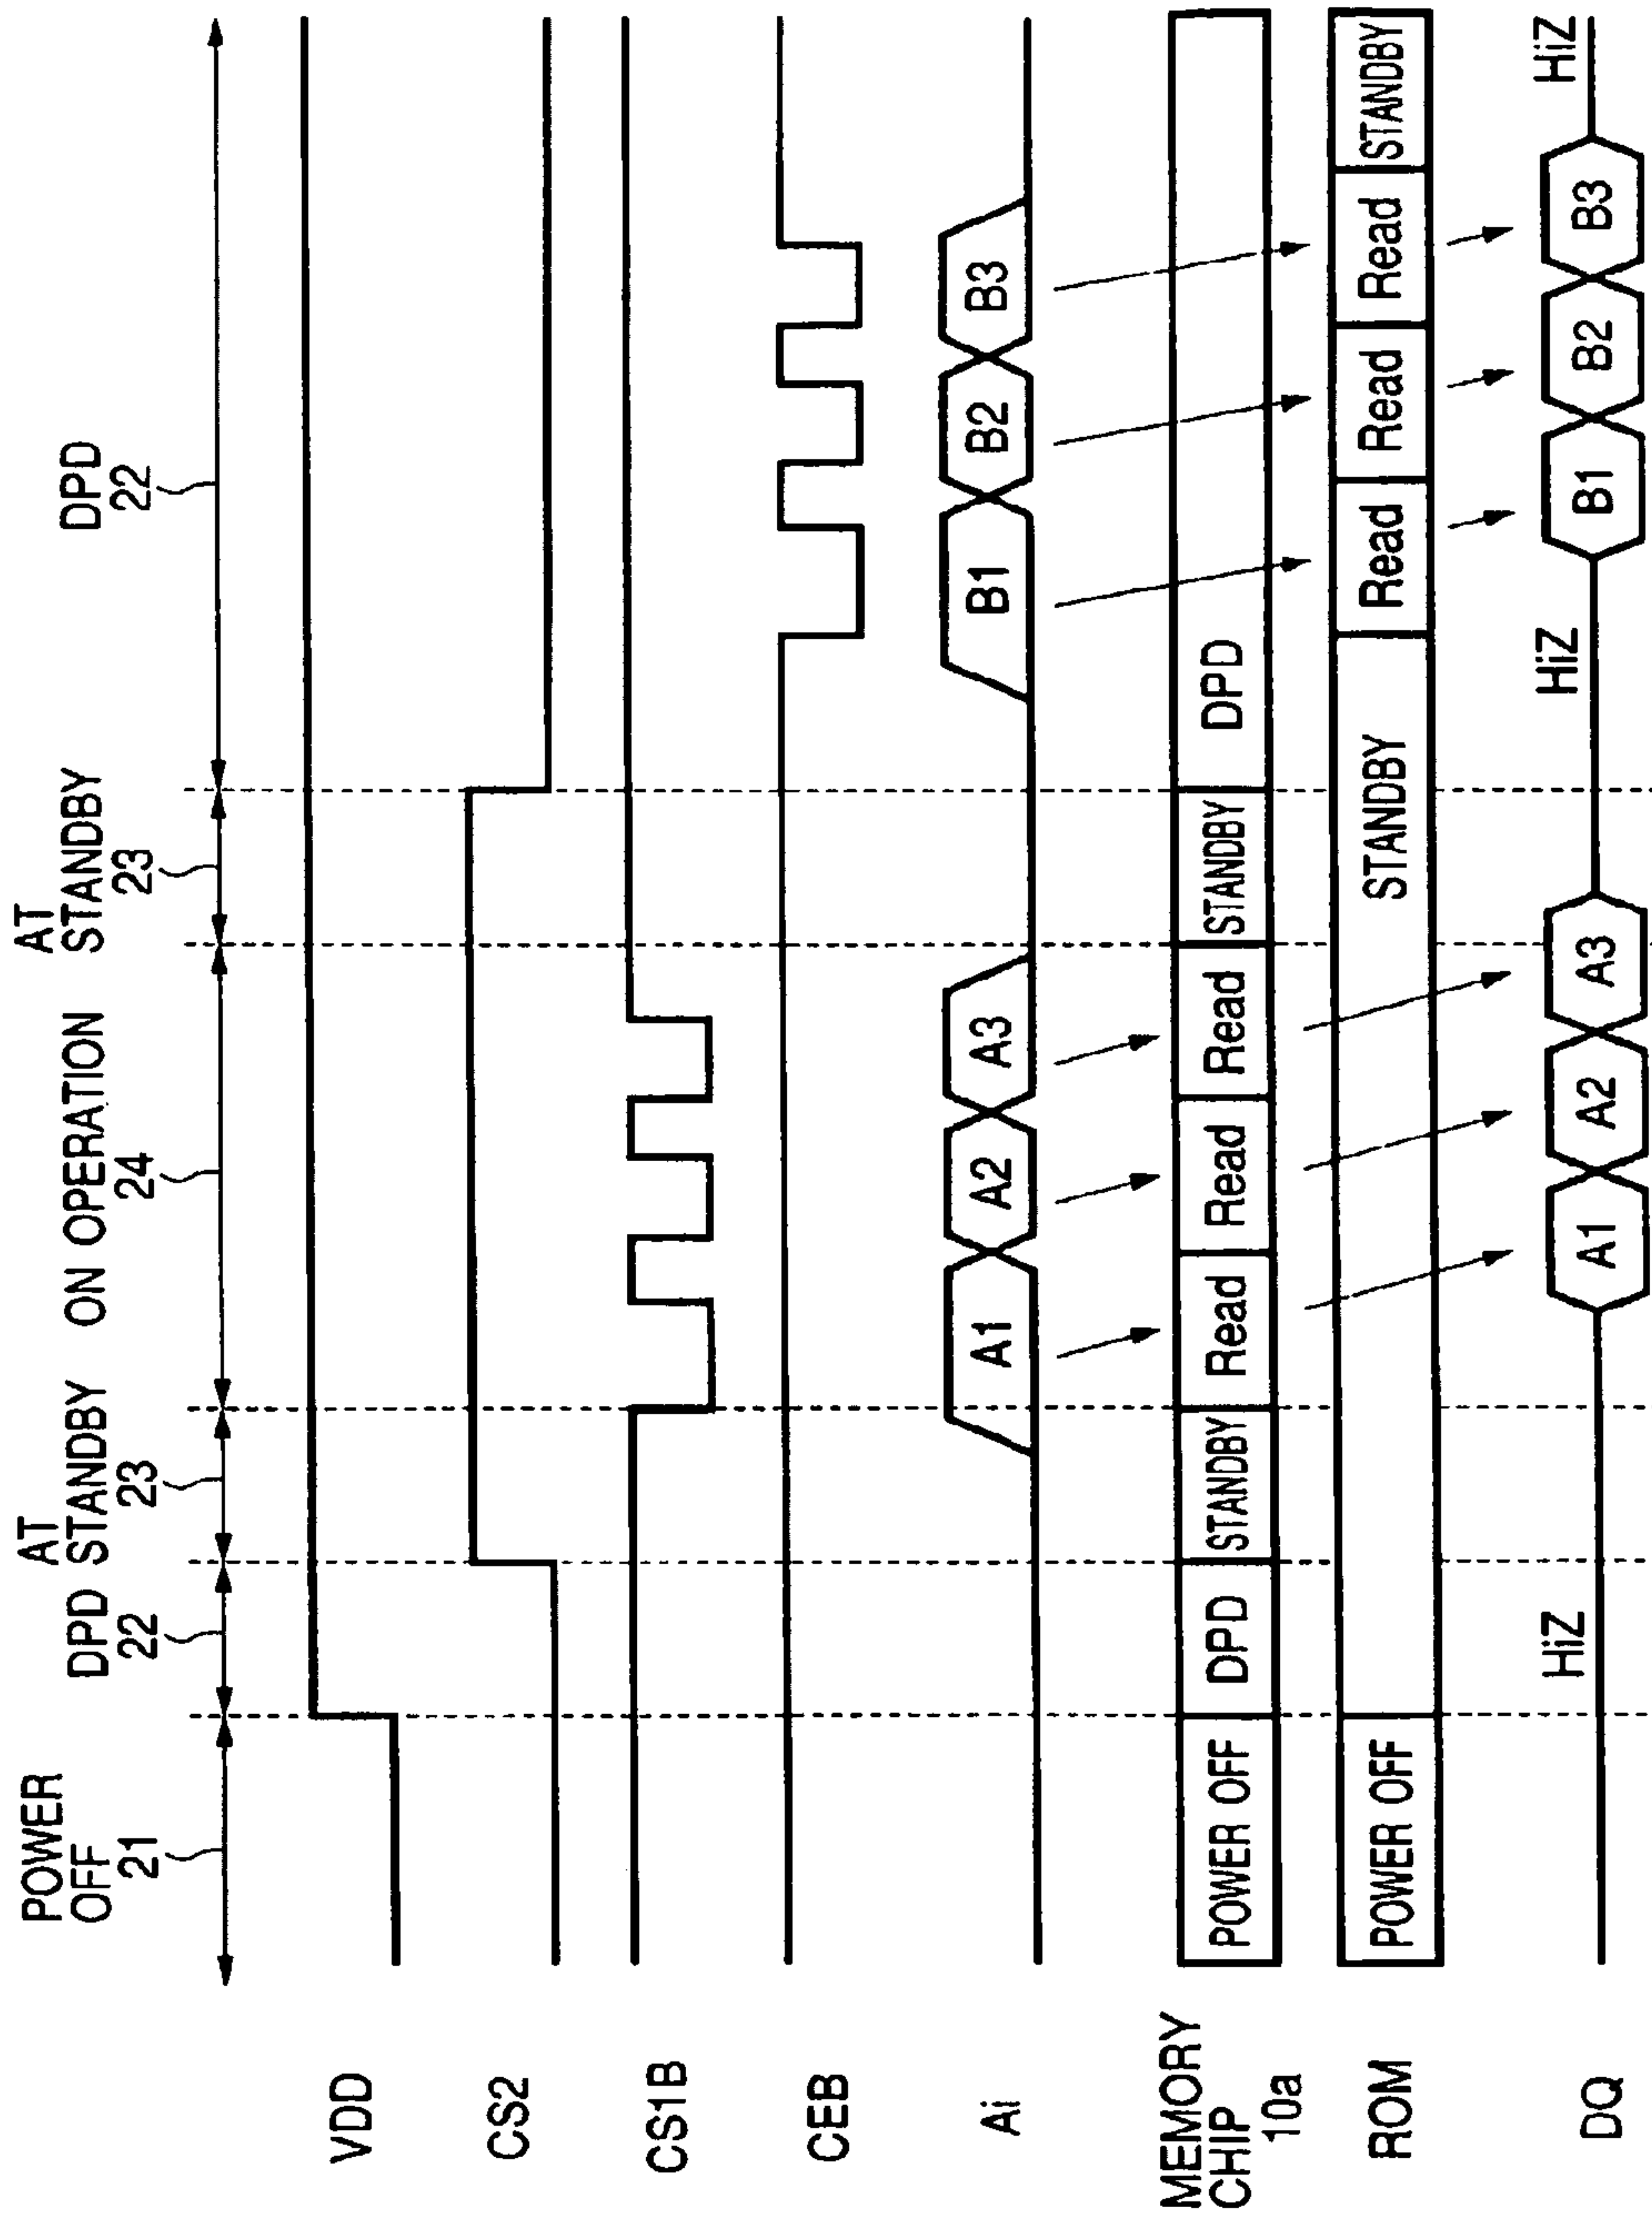 POWER
OFF
21
DPD
22
AT
STANDBY
23
ON OPERATION
24
AT
STANDBY
23
DPD
22
VDD
CS2
CS1B
CEB
Ai
A1
A2
A3
B1
B2
B3
MEMORY
CHIP
10a
POWER OFF
DPD
STANDBY
Read
Read
Read
STANDBY
DPD
ROM
POWER OFF
STANDBY
Read
Read
Read
STANDBY
DQ
HiZ
A1
A2
A3
HiZ
B1
B2
B3
HiZ